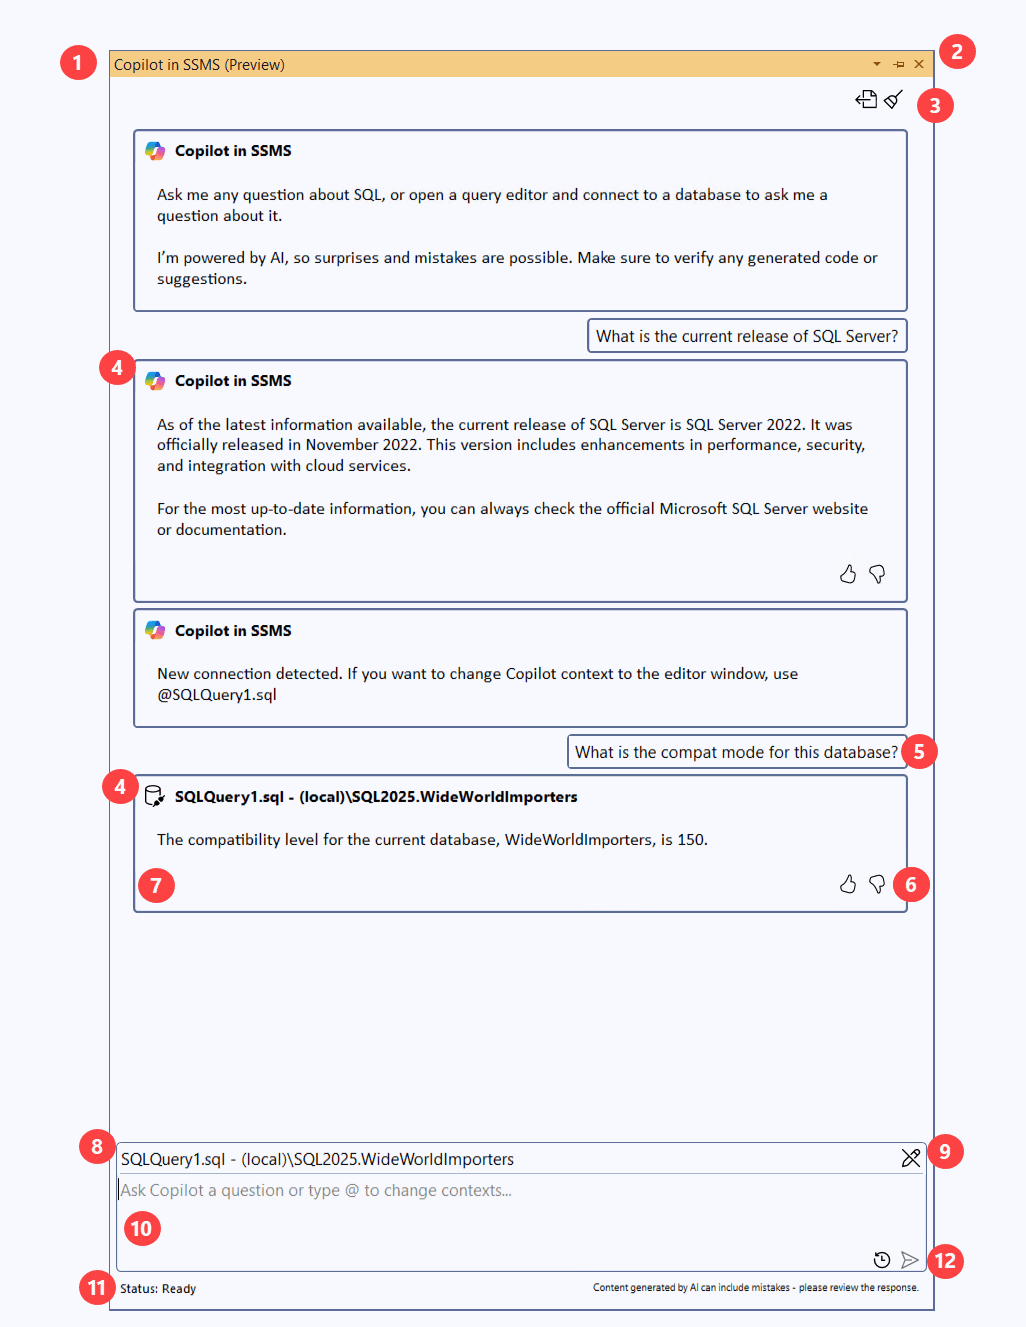 1
Copilot in SSMS (Preview)
2
3
Copilot in SSMS
Ask me any question about SQL, or open a query editor and connect to a database to ask me a
question about it.
I'm powered by AI, so surprises and mistakes are possible. Make sure to verify any generated code or
suggestions.
What is the current release of SQL Server?
4
Copilot in SSMS
As of the latest information available, the current release of SQL Server is SQL Server 2022. It was
officially released in November 2022. This version includes enhancements in performance, security,
and integration with cloud services.
For the most up-to-date information, you can always check the official Microsoft SQL Server website
or documentation.
Copilot in SSMS
New connection detected. If you want to change Copilot context to the editor window, use
@SQLQuery1.sql
What is the compat mode for this database?
5
4
SQLQuery1.sql - (local)\SQL2025.WideWorldImporters
The compatibility level for the current database, WideWorldImporters, is 150.
7
6
8
SQLQuery1.sql - (local)\SQL2025.WideWorldImporters
9
Ask Copilot a question or type @ to change contexts...
10
12
11
Status: Ready
Content generated by AI can include mistakes - please review the response.